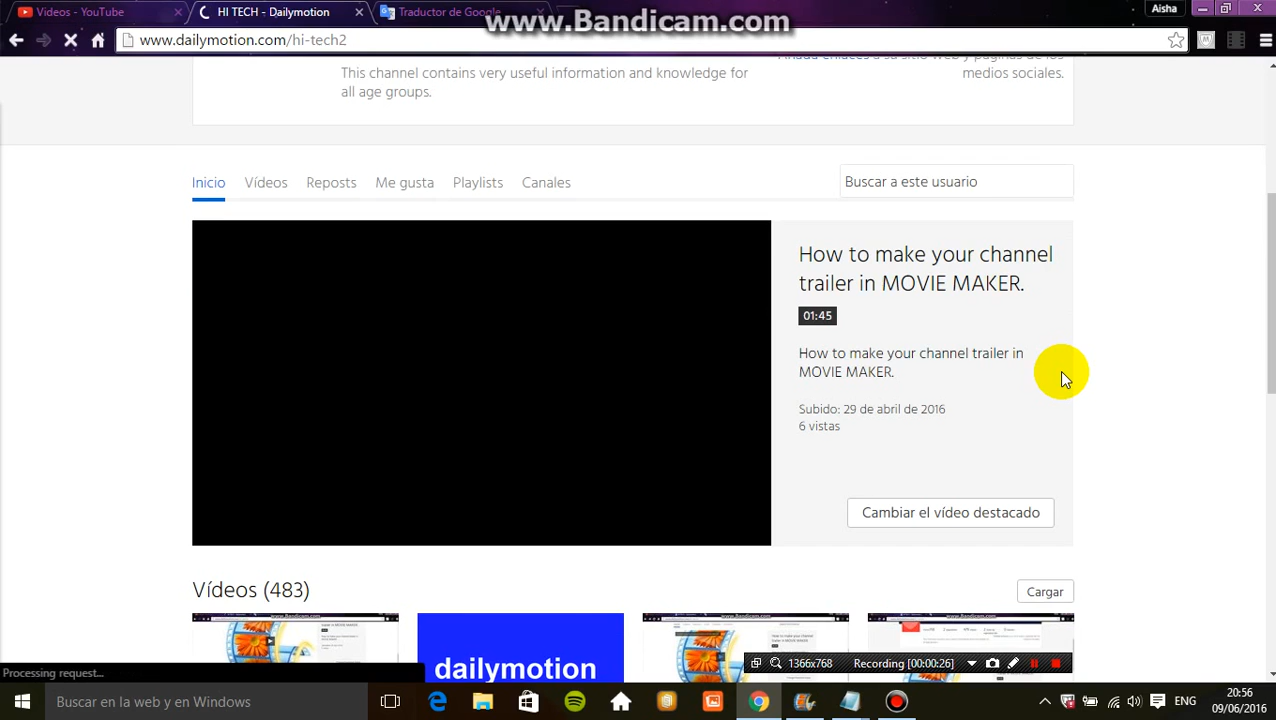 Videos - YouTube
HI TECH - Dailymotion
Traductor de Google
www.Bandicam.com
Aisha
www.dailymotion.com/hi-tech2
This channel contains very useful information and knowledge for
all age groups.
Añada enlaces a su sitio web y páginas de los
medios sociales.
Inicio
Vídeos
Reposts
Me gusta
Playlists
Canales
Buscar a este usuario
How to make your channel
trailer in MOVIE MAKER.
01:45
How to make your channel trailer in
MOVIE MAKER.
Subido: 29 de abril de 2016
6 vistas
Cambiar el vídeo destacado
Vídeos (483)
Cargar
dailymotion
1366x768
Recording [00:00:26]
Processing request...
Buscar en la web y en Windows
ENG
20:56
09/06/2016